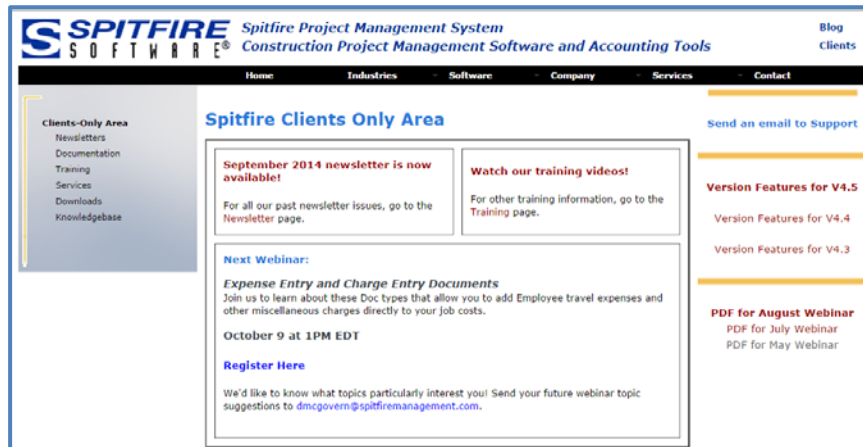 SPITFIRE
SOFTWARE®
Spitfire Project Management System
Construction Project Management Software and Accounting Tools
Blog
Clients
Home
Industries
Software
Company
Services
Contact
Clients-Only Area
Newsletters
Documentation
Training
Services
Downloads
Knowledgebase
Spitfire Clients Only Area
September 2014 newsletter is now
available!
For all our past newsletter issues, go to the
Newsletter page.
Watch our training videos!
For other training information, go to the
Training page.
Next Webinar:
Expense Entry and Charge Entry Documents
Join us to learn about these Doc types that allow you to add Employee travel expenses and
other miscellaneous charges directly to your job costs.
October 9 at 1PM EDT
Register Here
We'd like to know what topics particularly interest you! Send your future webinar topic
suggestions to dmcgovern@spitfiremanagement.com.
Send an email to Support
Version Features for V4.5
Version Features for V4.4
Version Features for V4.3
PDF for August Webinar
PDF for July Webinar
PDF for May Webinar